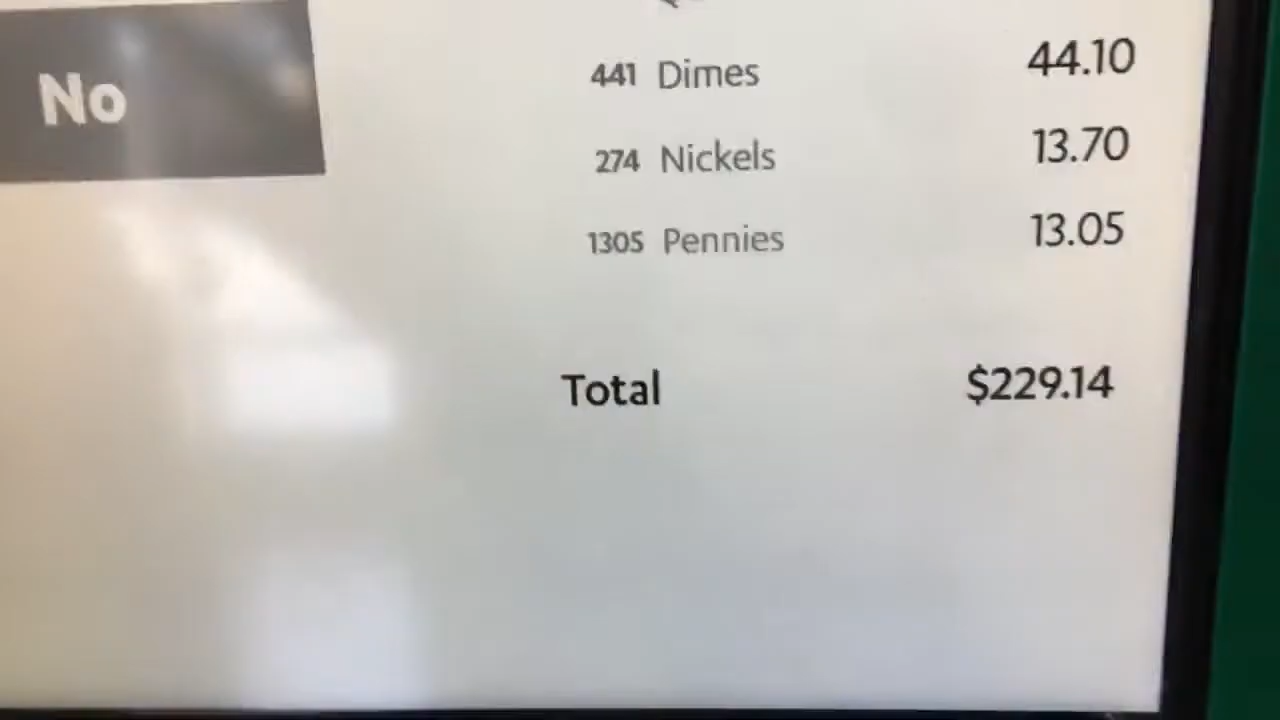 No
441 Dimes 44.10
274 Nickels 13.70
1305 Pennies 13.05
Total $229.14